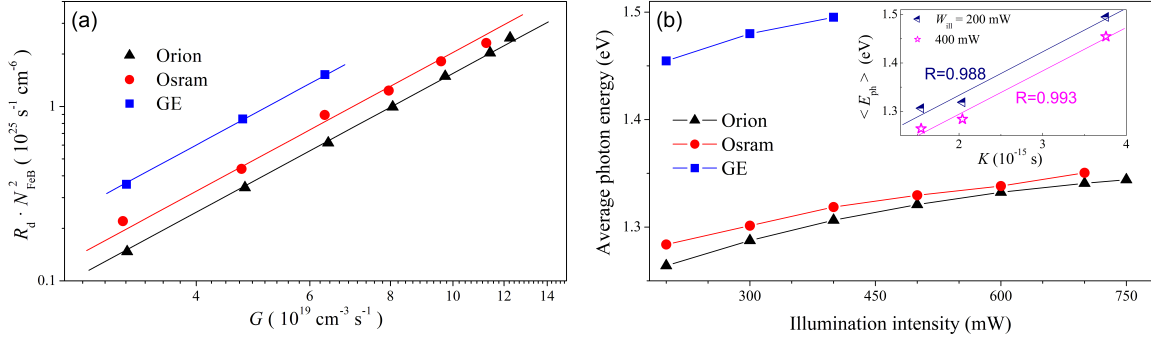 (a)
Orion
Osram
GE
1
0.1
4
6
8
10
12
14
R_d · N²_FeB ( 10²⁵ s⁻¹ cm⁻⁶ )
G ( 10¹⁹ cm⁻³ s⁻¹ )
(b)
Orion
Osram
GE
1.5
1.4
1.3
300
450
600
750
Average photon energy (eV)
Illumination intensity (mW)
W_ill = 200 mW
400 mW
R=0.988
R=0.993
1.5
1.4
1.3
2
3
4
< E_ph > (eV)
K (10⁻¹⁵ s)